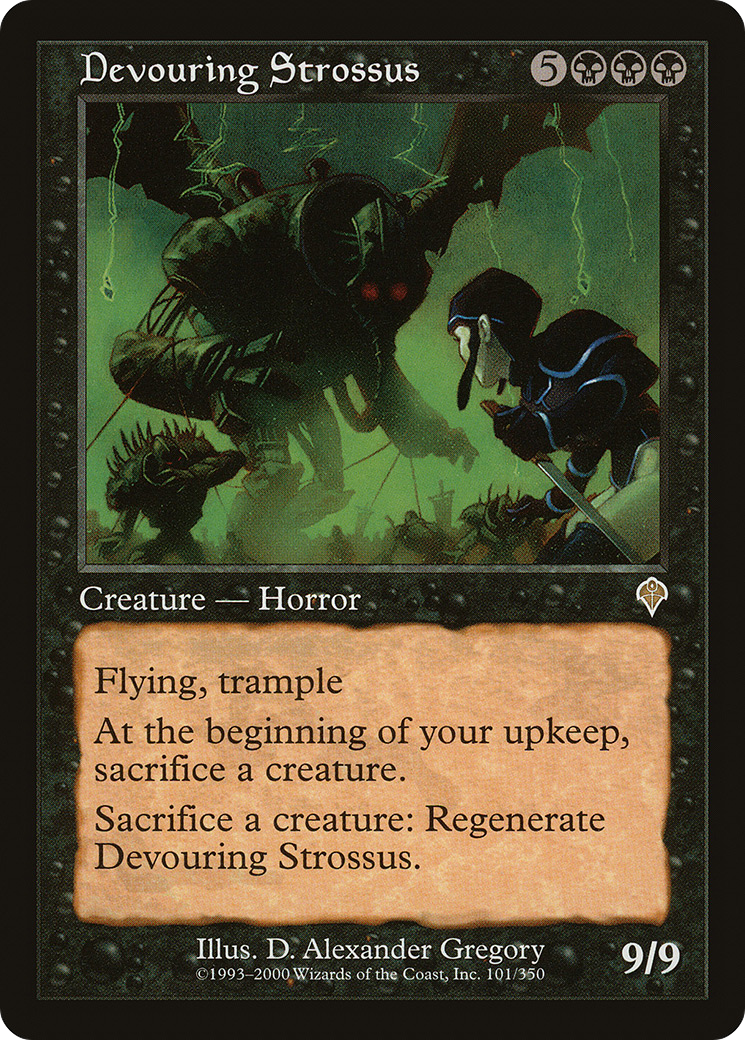 Devouring Strossus 5
Creature — Horror
Flying, trample
At the beginning of your upkeep,
sacrifice a creature.
Sacrifice a creature: Regenerate
Devouring Strossus.
Illus. D. Alexander Gregory
©1993–2000 Wizards of the Coast, Inc. 101/350
9/9